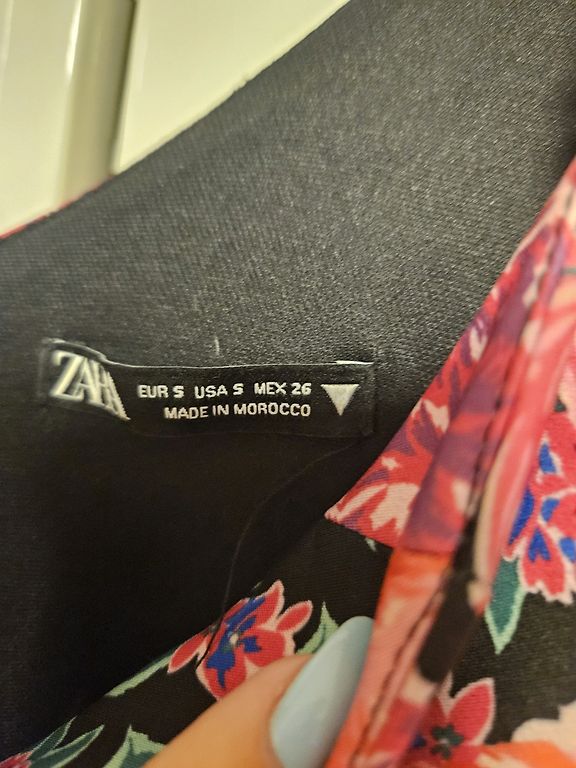 ZARA
EUR S USA S MEX 26
MADE IN MOROCCO